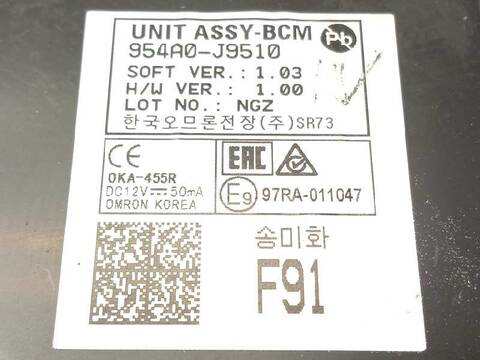 UNIT ASSY-BCM
954A0-J9510
Pb
SOFT VER.: 1.03
H/W VER.: 1.00
LOT NO.: NGZ
한국오므론전장(주)SR73
CE
OKA-455R
DC12V 50mA
OMRON KOREA
EAC
E9 97RA-011047
송미화
F91